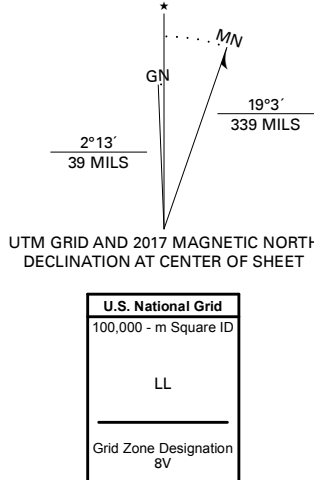 ★
MN
GN
19°3´
339 MILS
2°13´
39 MILS
UTM GRID AND 2017 MAGNETIC NORTH
DECLINATION AT CENTER OF SHEET
U.S. National Grid
100,000 - m Square ID
LL
Grid Zone Designation
8V